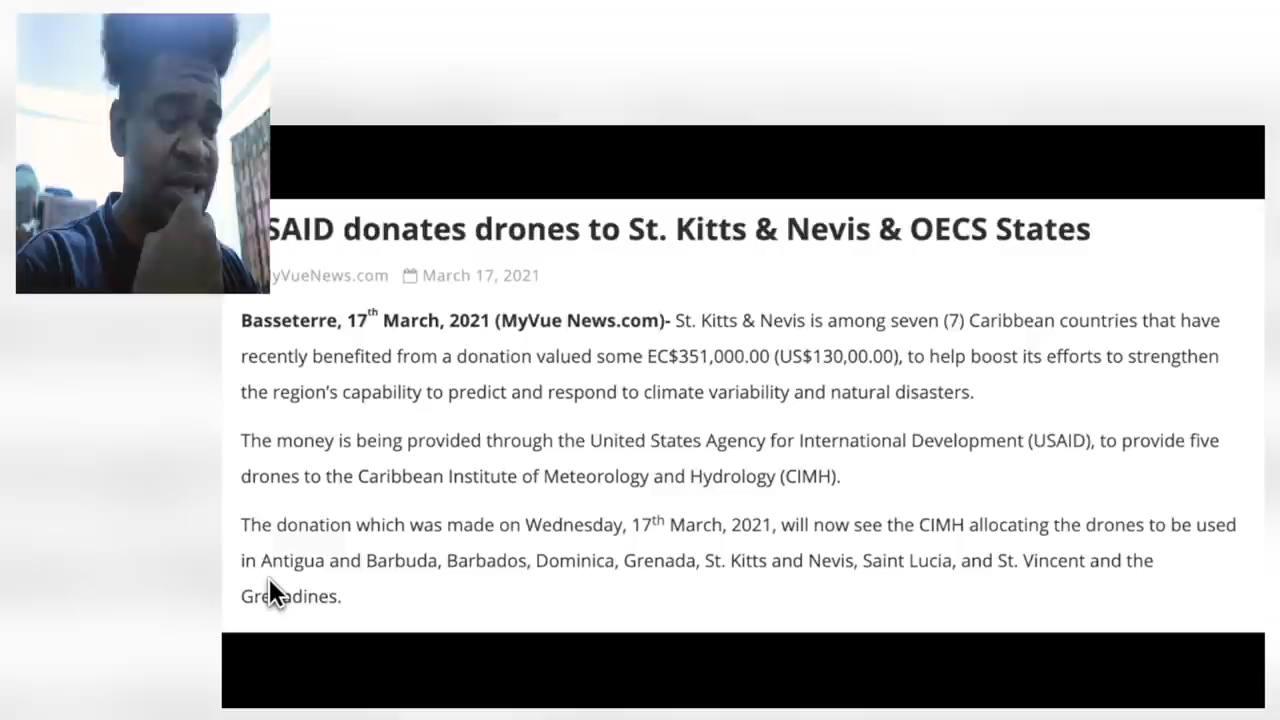 SAID donates drones to St. Kitts & Nevis & OECS States
yVueNews.com March 17, 2021
Basseterre, 17th March, 2021 (MyVue News.com)- St. Kitts & Nevis is among seven (7) Caribbean countries that have
recently benefited from a donation valued some EC$351,000.00 (US$130,00.00), to help boost its efforts to strengthen
the region’s capability to predict and respond to climate variability and natural disasters.
The money is being provided through the United States Agency for International Development (USAID), to provide five
drones to the Caribbean Institute of Meteorology and Hydrology (CIMH).
The donation which was made on Wednesday, 17th March, 2021, will now see the CIMH allocating the drones to be used
in Antigua and Barbuda, Barbados, Dominica, Grenada, St. Kitts and Nevis, Saint Lucia, and St. Vincent and the
Grenadines.